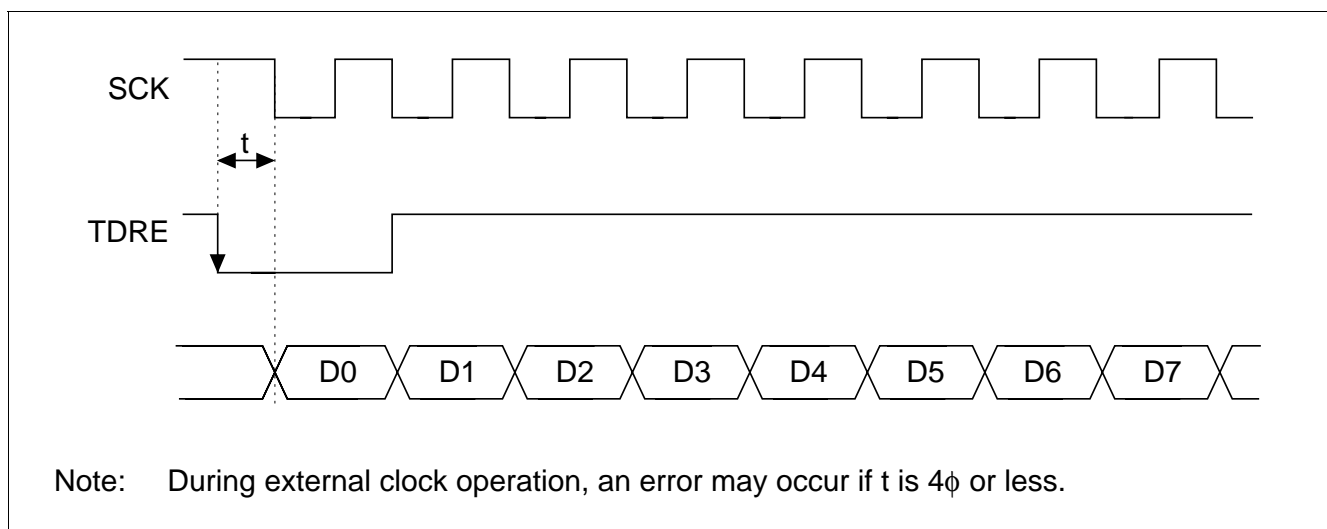 SCK
t
TDRE
D0 D1 D2 D3 D4 D5 D6 D7
Note: During external clock operation, an error may occur if t is 4ϕ or less.